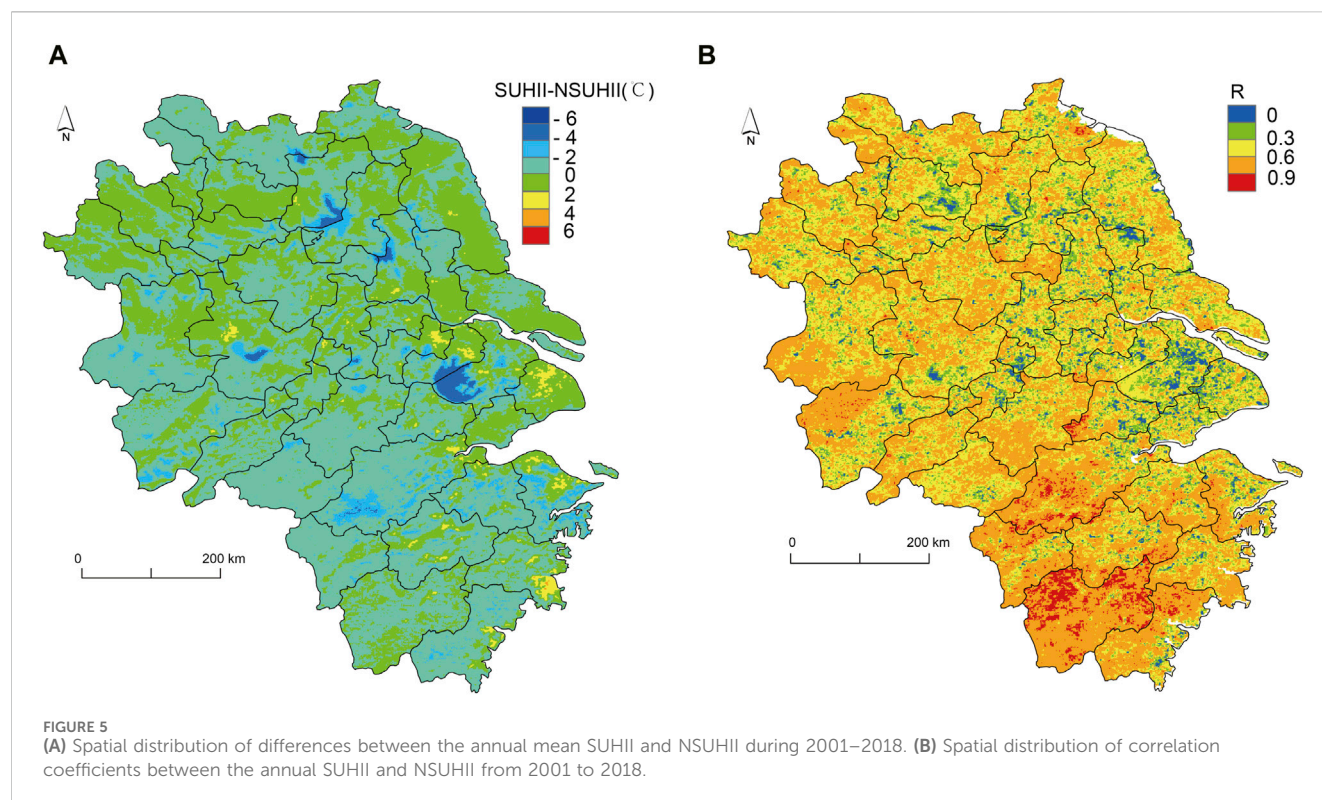 A
B
SUHII-NSUHII(℃)
- 6
- 4
- 2
0
2
4
6
N
0 200 km
R
0
0.3
0.6
0.9
N
0 200 km
FIGURE 5
(A) Spatial distribution of differences between the annual mean SUHII and NSUHII during 2001–2018. (B) Spatial distribution of correlation
coefficients between the annual SUHII and NSUHII from 2001 to 2018.